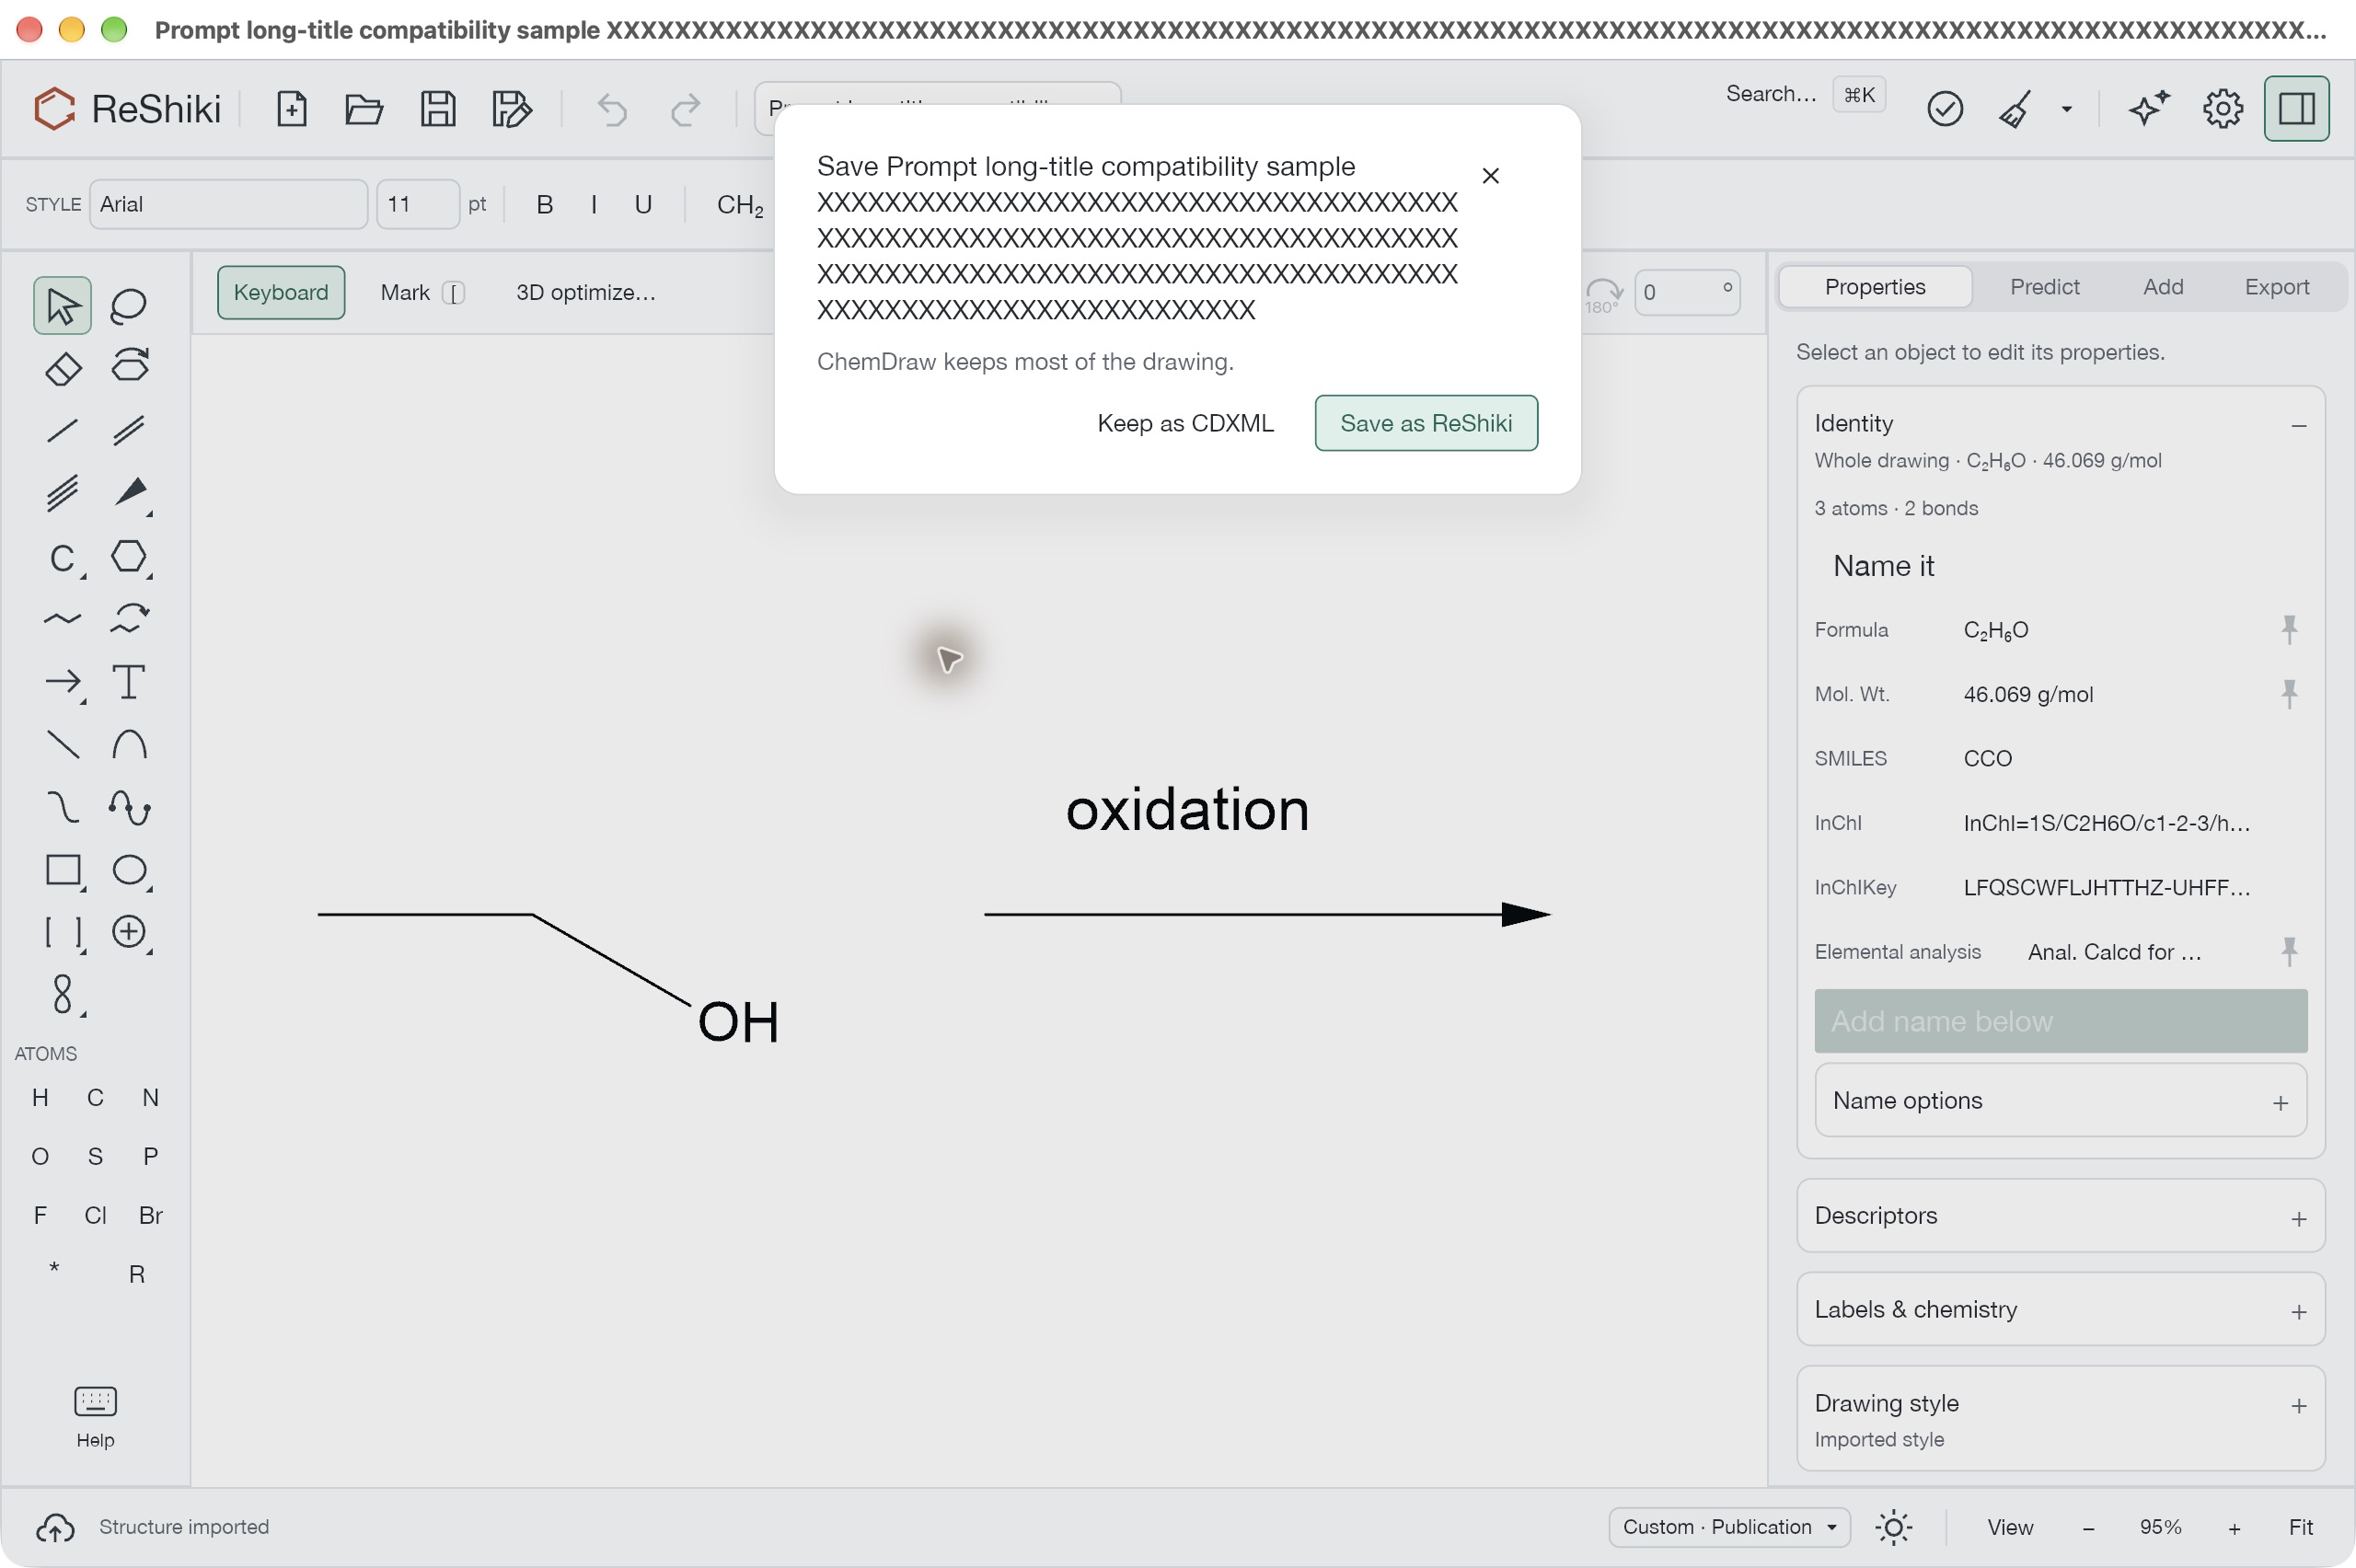 Prompt long-title compatibility sample XXXXXXXXXXXXXXXXXXXXXXXXXXXXXXXXXXXXXXXXXXXXXXXXXXXXXXXXXXXXXXXXXXXXXXXXXXXXXXXXXXXXXXXXXXXXXXXXXXXXXXXXX...
ReShiki
Search... ⌘K
Save Prompt long-title compatibility sample
XXXXXXXXXXXXXXXXXXXXXXXXXXXXXXXXXXXXXX
XXXXXXXXXXXXXXXXXXXXXXXXXXXXXXXXXXXXXX
XXXXXXXXXXXXXXXXXXXXXXXXXXXXXXXXXXXXXX
XXXXXXXXXXXXXXXXXXXXXXXXXX
ChemDraw keeps most of the drawing.
Keep as CDXML Save as ReShiki
STYLE Arial 11 pt B I U CH₂
Keyboard Mark [ 3D optimize...
180° 0 °
Properties Predict Add Export
Select an object to edit its properties.
Identity −
Whole drawing · C₂H₆O · 46.069 g/mol
3 atoms · 2 bonds
Name it
Formula C₂H₆O
Mol. Wt. 46.069 g/mol
SMILES CCO
InChI InChI=1S/C2H6O/c1-2-3/h...
InChIKey LFQSCWFLJHTTHZ-UHFF...
Elemental analysis Anal. Calcd for ...
Add name below
Name options +
Descriptors +
Labels & chemistry +
Drawing style +
Imported style
oxidation
OH
C
T
[ ]
ATOMS
H C N
O S P
F Cl Br
* R
Help
Structure imported
Custom · Publication
View − 95% + Fit